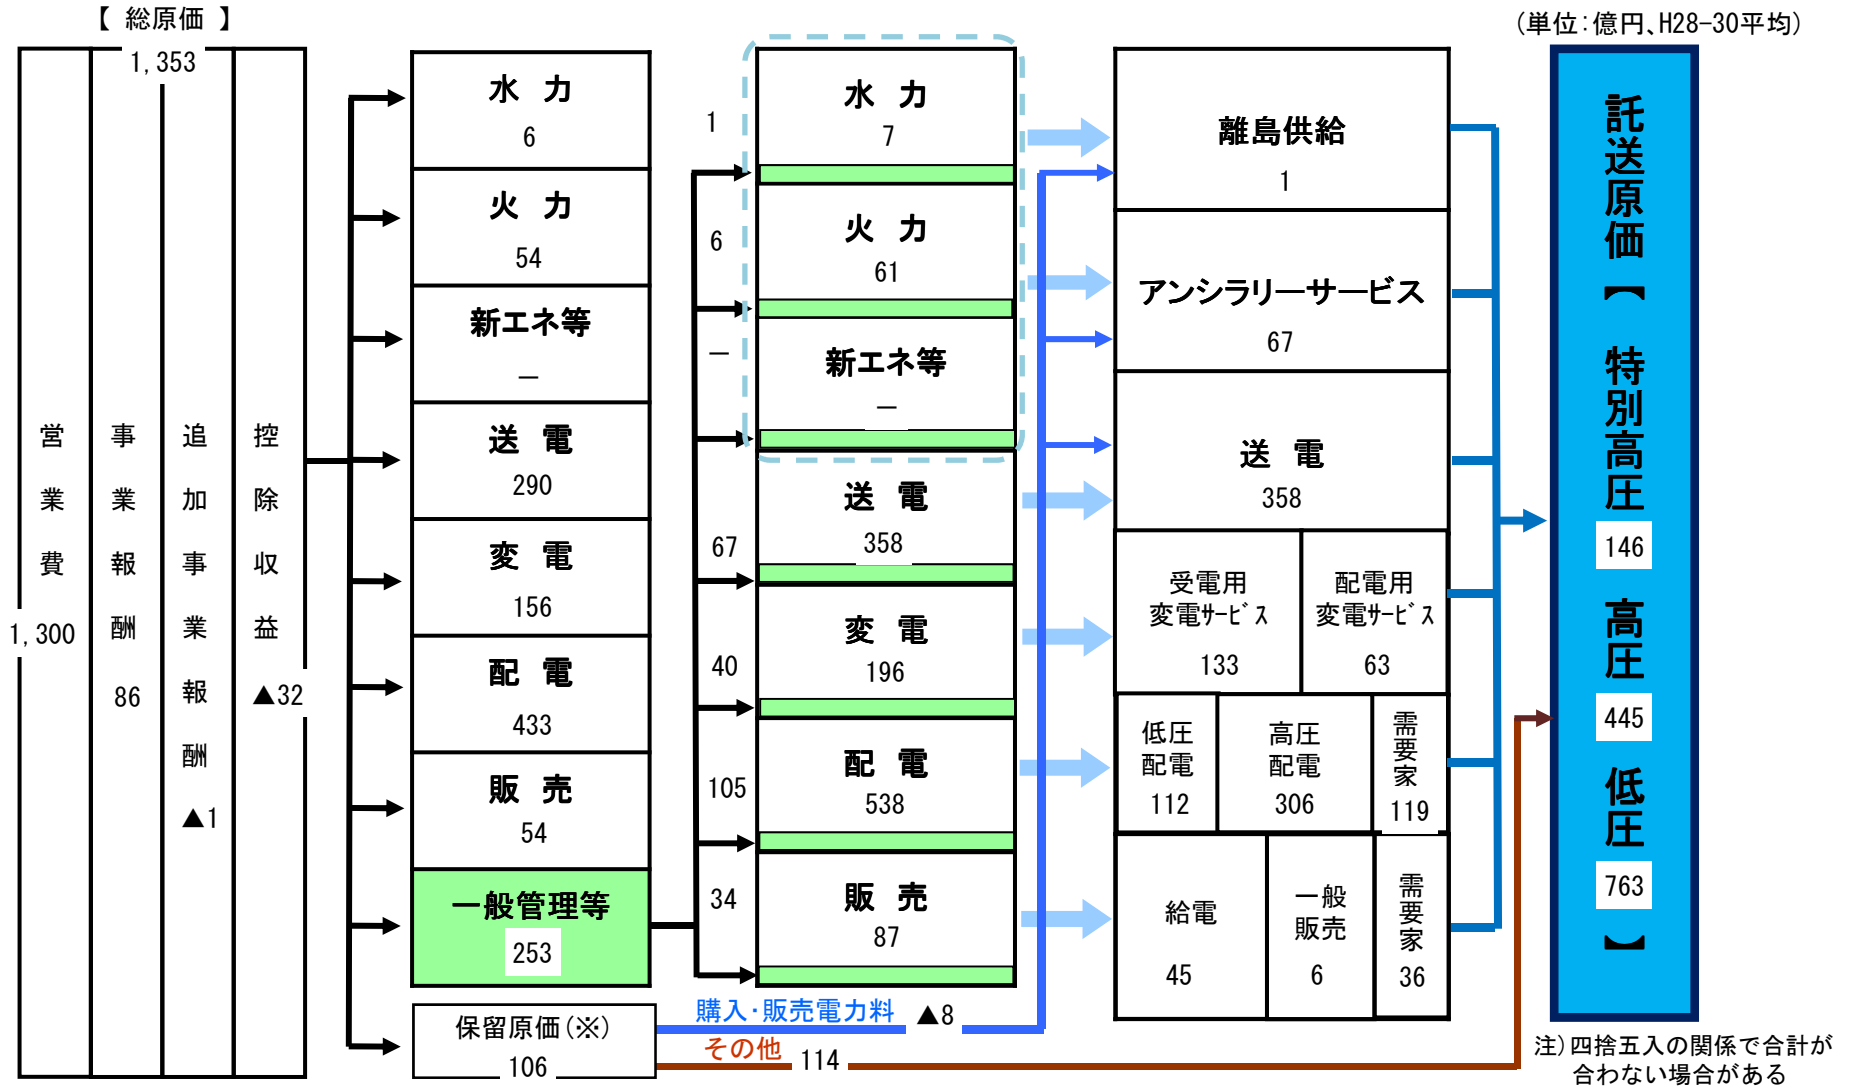 【 総原価 】
1,353
(単位:億円、H28-30平均)
営業費
1,300
事業報酬
86
追加事業報酬
▲1
控除収益
▲32
水 力
6
火 力
54
新エネ等
－
送 電
290
変 電
156
配 電
433
販 売
54
一般管理等
253
保留原価(※)
106
1
6
－
67
40
105
34
水 力
7
火 力
61
新エネ等
－
送 電
358
変 電
196
配 電
538
販 売
87
購入・販売電力料 ▲8
その他 114
離島供給
1
アンシラリーサービス
67
送 電
358
受電用
変電サービス
133
配電用
変電サービス
63
低圧
配電
112
高圧
配電
306
需要家
119
給電
45
一般
販売
6
需要家
36
託送原価【 特別高圧 146 高圧 445 低圧 763 】
注)四捨五入の関係で合計が
合わない場合がある